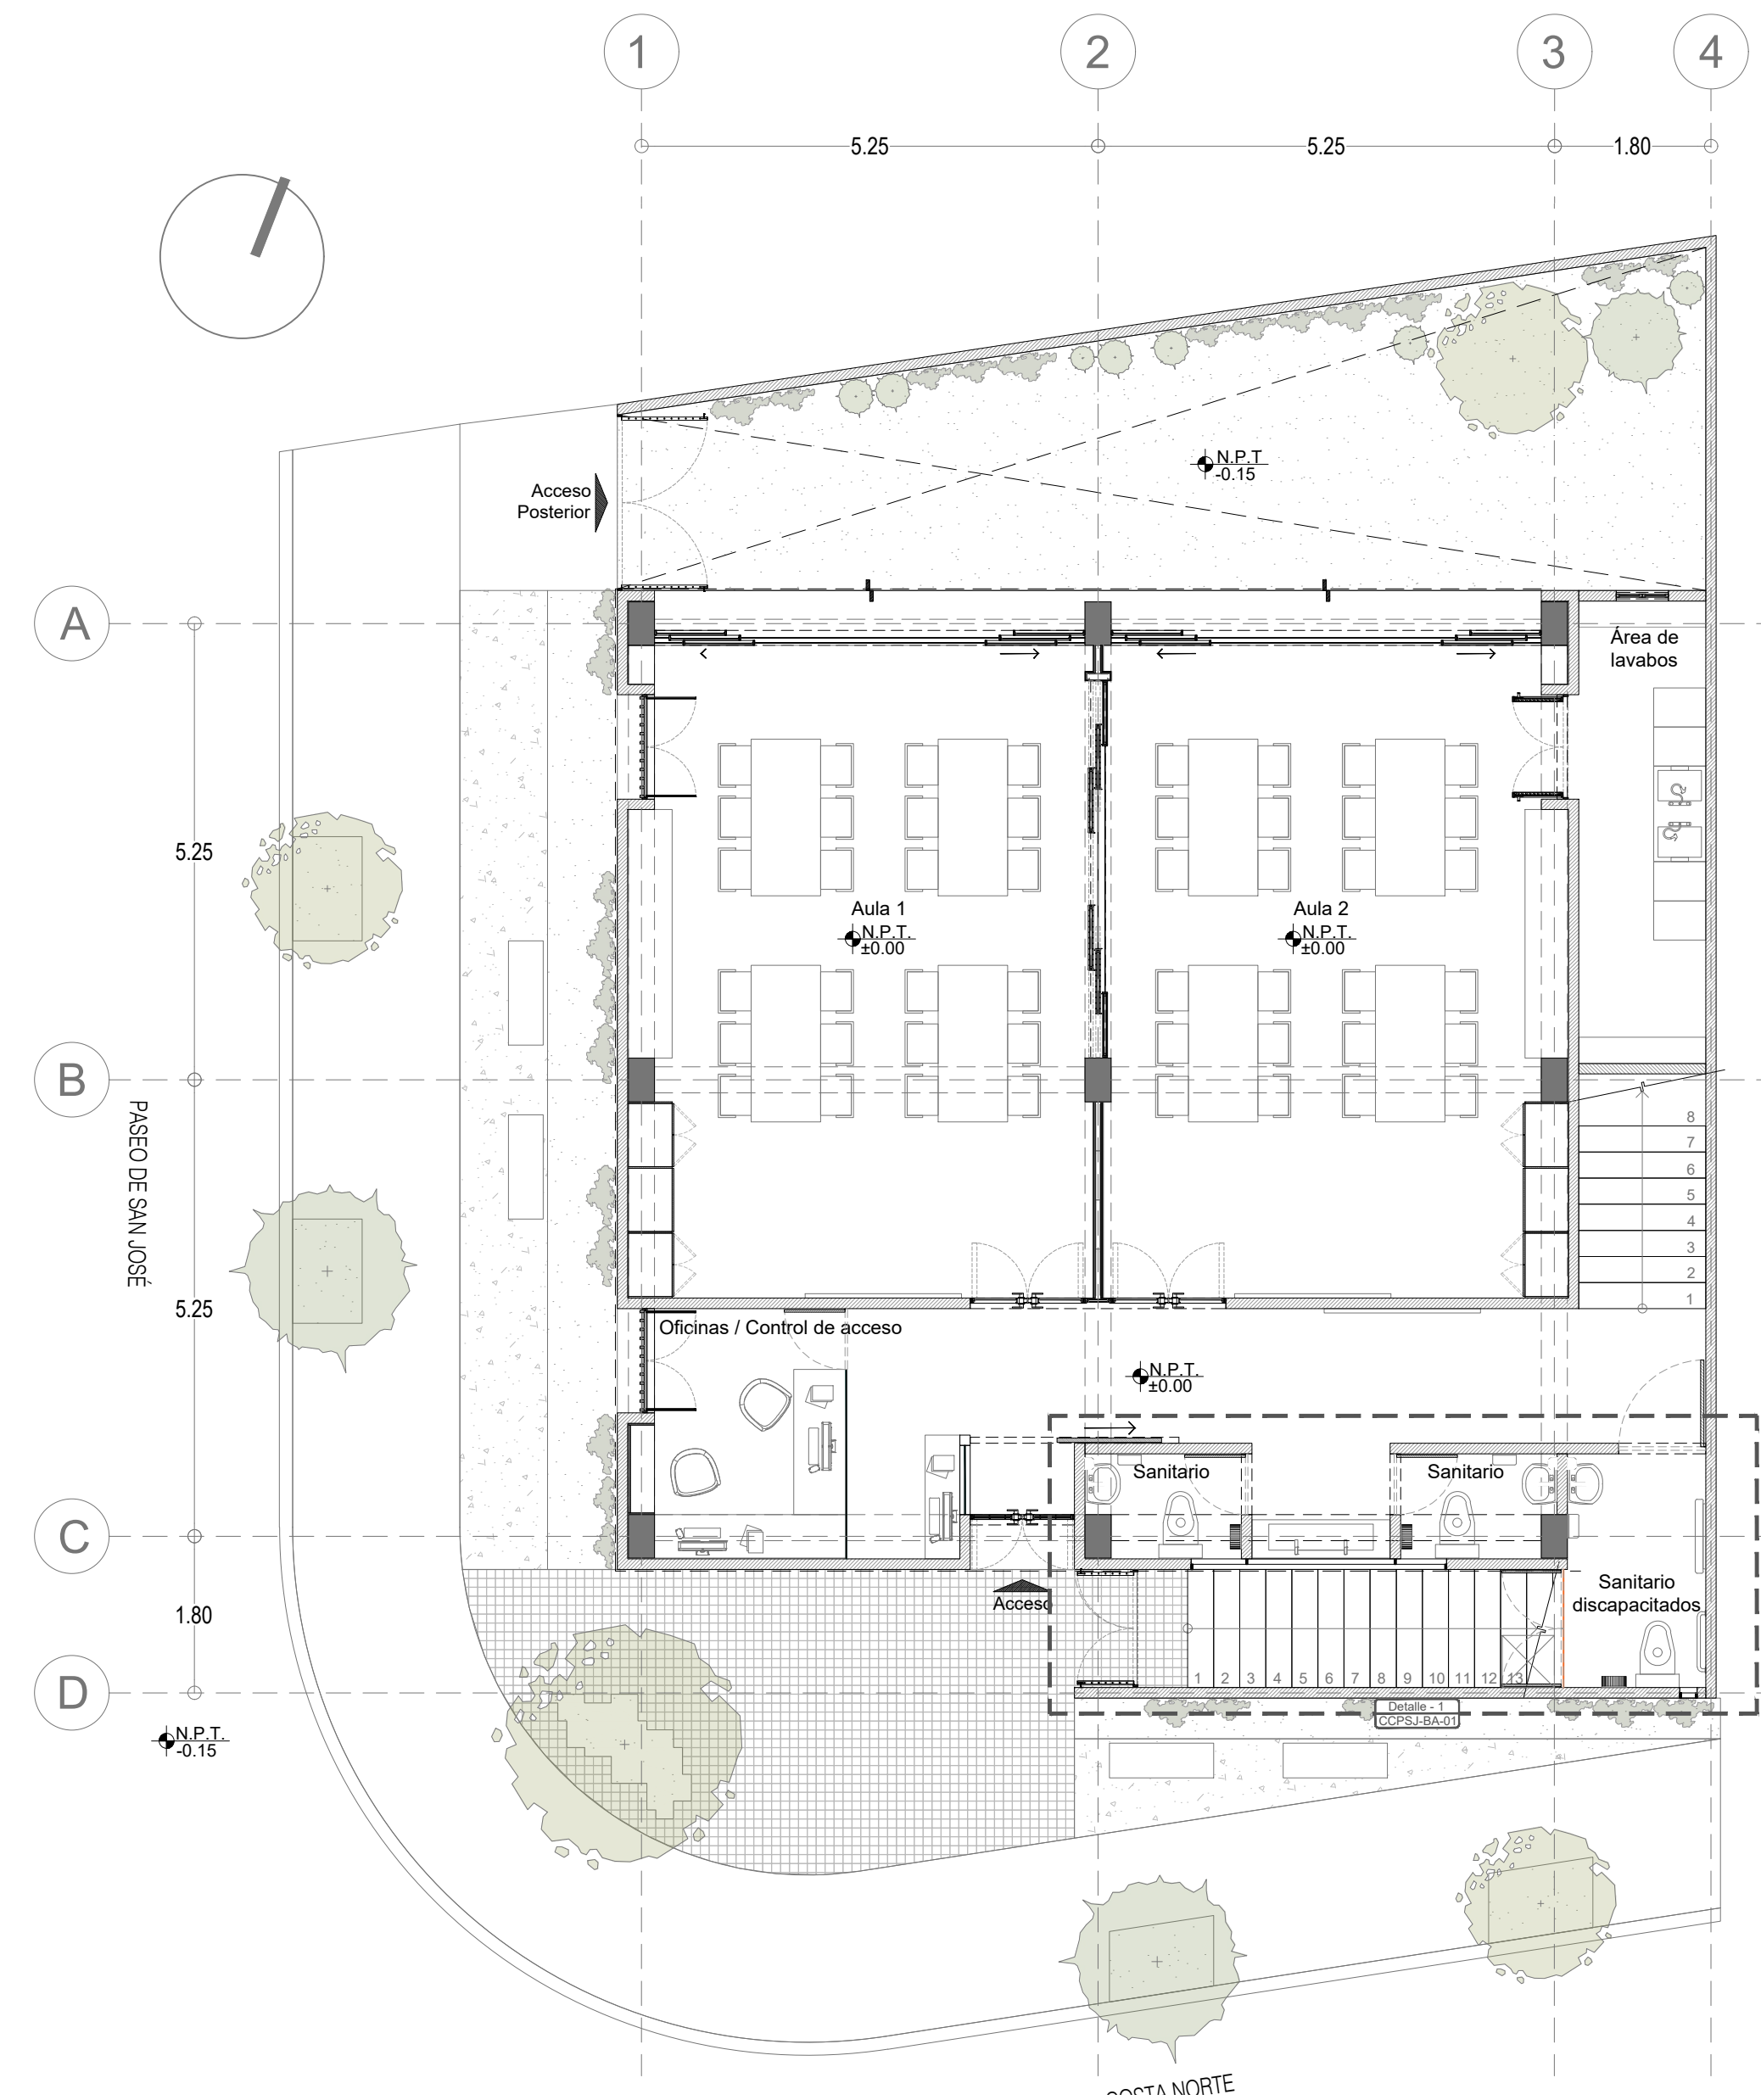 1
2
3
4
5.25
5.25
1.80
N.P.T
-0.15
Acceso
Posterior
A
Área de
lavabos
5.25
Aula 1
N.P.T.
±0.00
Aula 2
N.P.T.
±0.00
B
PASEO DE SAN JOSÉ
8
7
6
5
4
3
2
1
5.25
Oficinas / Control de acceso
N.P.T.
±0.00
Sanitario
Sanitario
C
Sanitario
discapacitados
Acceso
1.80
1 2 3 4 5 6 7 8 9 10 11 12 13
D
Detalle - 1
CCPSJ-BA-01
N.P.T.
-0.15
COSTA NORTE